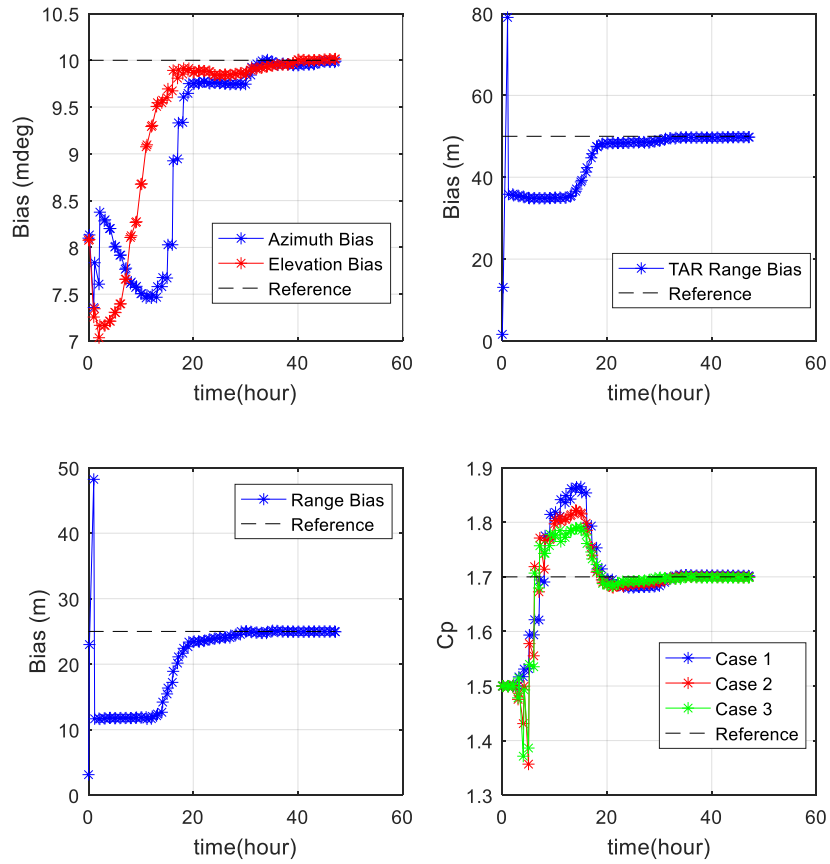 10.5
10
9.5
9
8.5
8
7.5
7
Bias (mdeg)
Azimuth Bias
Elevation Bias
Reference
0 20 40 60
time(hour)
80
60
40
20
0
Bias (m)
TAR Range Bias
Reference
0 20 40 60
time(hour)
50
40
30
20
10
0
Bias (m)
Range Bias
Reference
0 20 40 60
time(hour)
1.9
1.8
1.7
1.6
1.5
1.4
1.3
Cp
Case 1
Case 2
Case 3
Reference
0 20 40 60
time(hour)